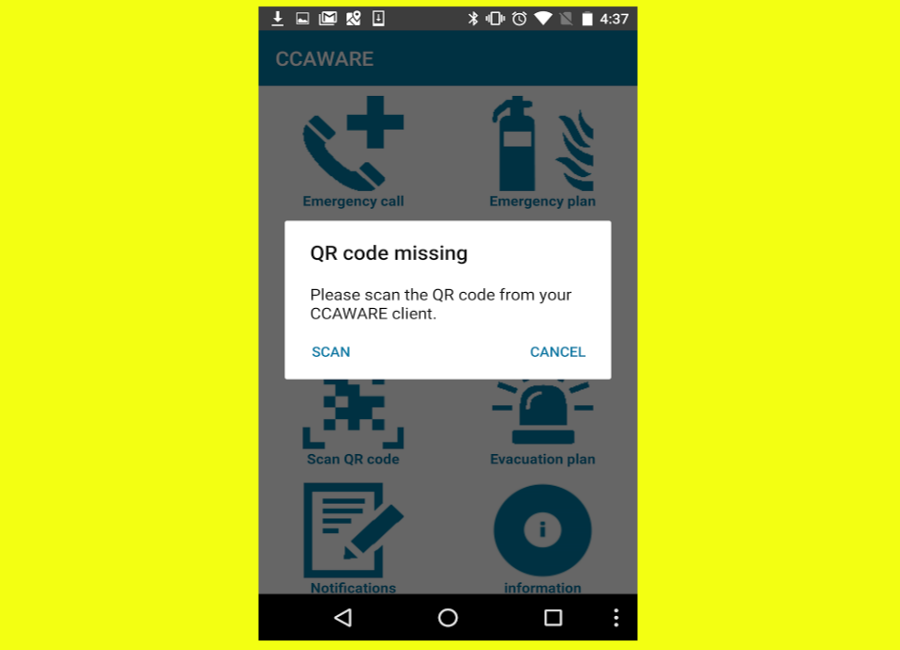 4:37
CCAWARE
Emergency call
Emergency plan
QR code missing
Please scan the QR code from your
CCAWARE client.
SCAN
CANCEL
Scan QR code
Evacuation plan
Notifications
information